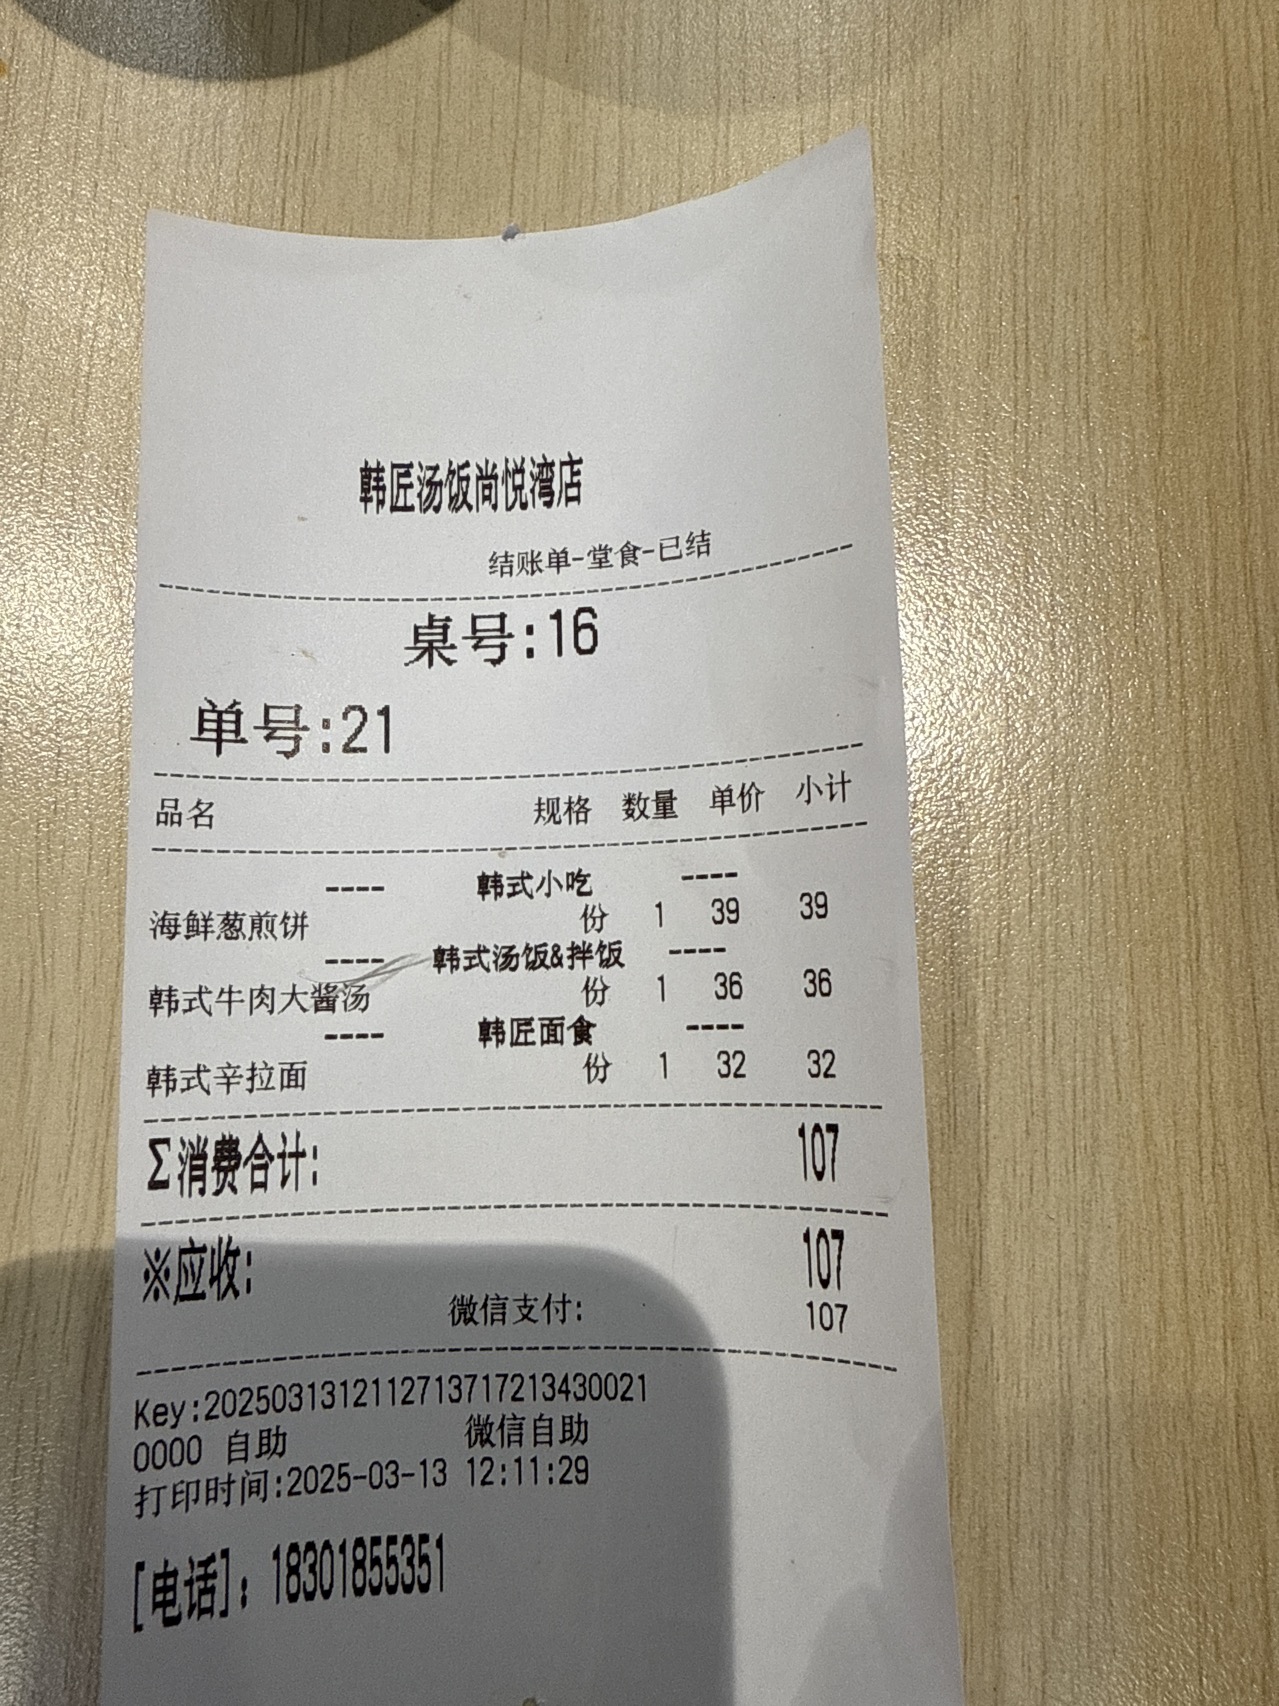 韩匠汤饭尚悦湾店
结账单-堂食-已结
桌号:16
单号:21
品名 规格 数量 单价 小计
---- 韩式小吃 ----
海鲜葱煎饼 份 1 39 39
---- 韩式汤饭&拌饭 ----
韩式牛肉大酱汤 份 1 36 36
---- 韩匠面食 ----
韩式辛拉面 份 1 32 32
Σ消费合计: 107
※应收: 107
微信支付: 107
Key:2025031312112713717213430021
0000 自助 微信自助
打印时间:2025-03-13 12:11:29
[电话]: 18301855351